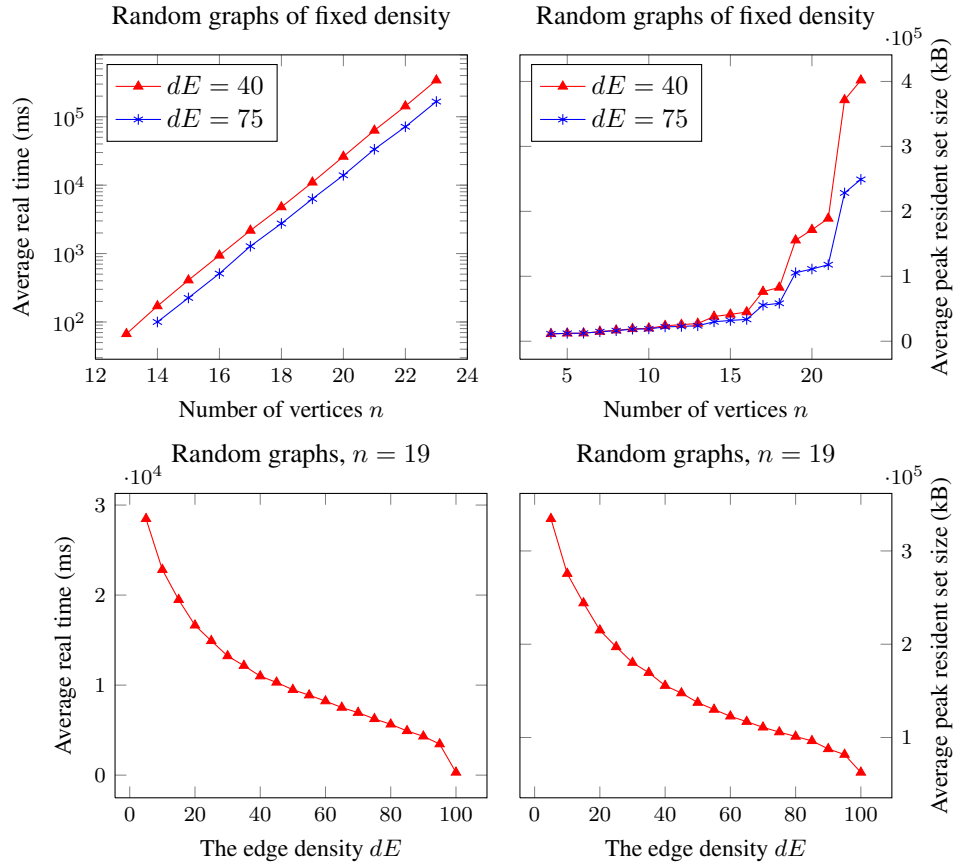 Random graphs of fixed density
Average real time (ms)
10^5
10^4
10^3
10^2
dE = 40
dE = 75
12 14 16 18 20 22 24
Number of vertices n
Random graphs of fixed density
·10^5
dE = 40
dE = 75
4
2
2
1
0
Average peak resident set size (kB)
5 10 15 20
Number of vertices n
Random graphs, n = 19
·10^4
Average real time (ms)
3
2
1
0
0 20 40 60 80 100
The edge density dE
Random graphs, n = 19
·10^5
3
2
1
Average peak resident set size (kB)
0 20 40 60 80 100
The edge density dE